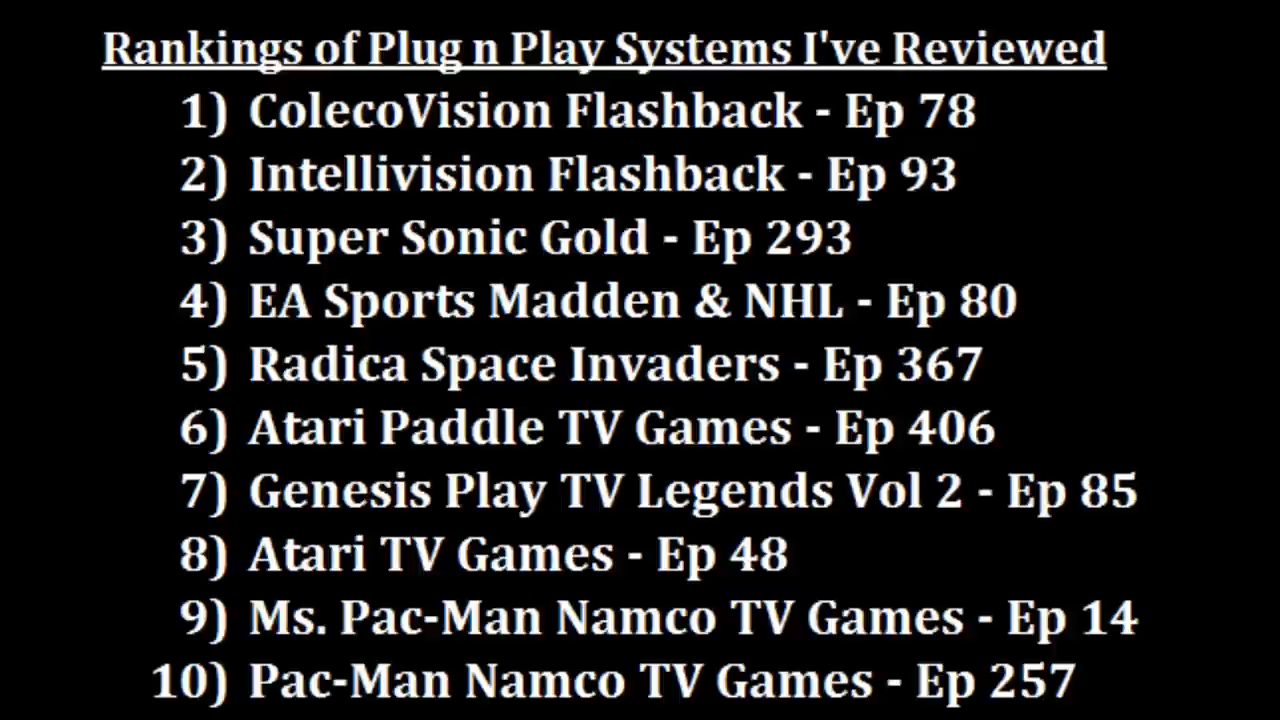 Rankings of Plug n Play Systems I've Reviewed
1) ColecoVision Flashback - Ep 78
2) Intellivision Flashback - Ep 93
3) Super Sonic Gold - Ep 293
4) EA Sports Madden & NHL - Ep 80
5) Radica Space Invaders - Ep 367
6) Atari Paddle TV Games - Ep 406
7) Genesis Play TV Legends Vol 2 - Ep 85
8) Atari TV Games - Ep 48
9) Ms. Pac-Man Namco TV Games - Ep 14
10) Pac-Man Namco TV Games - Ep 257